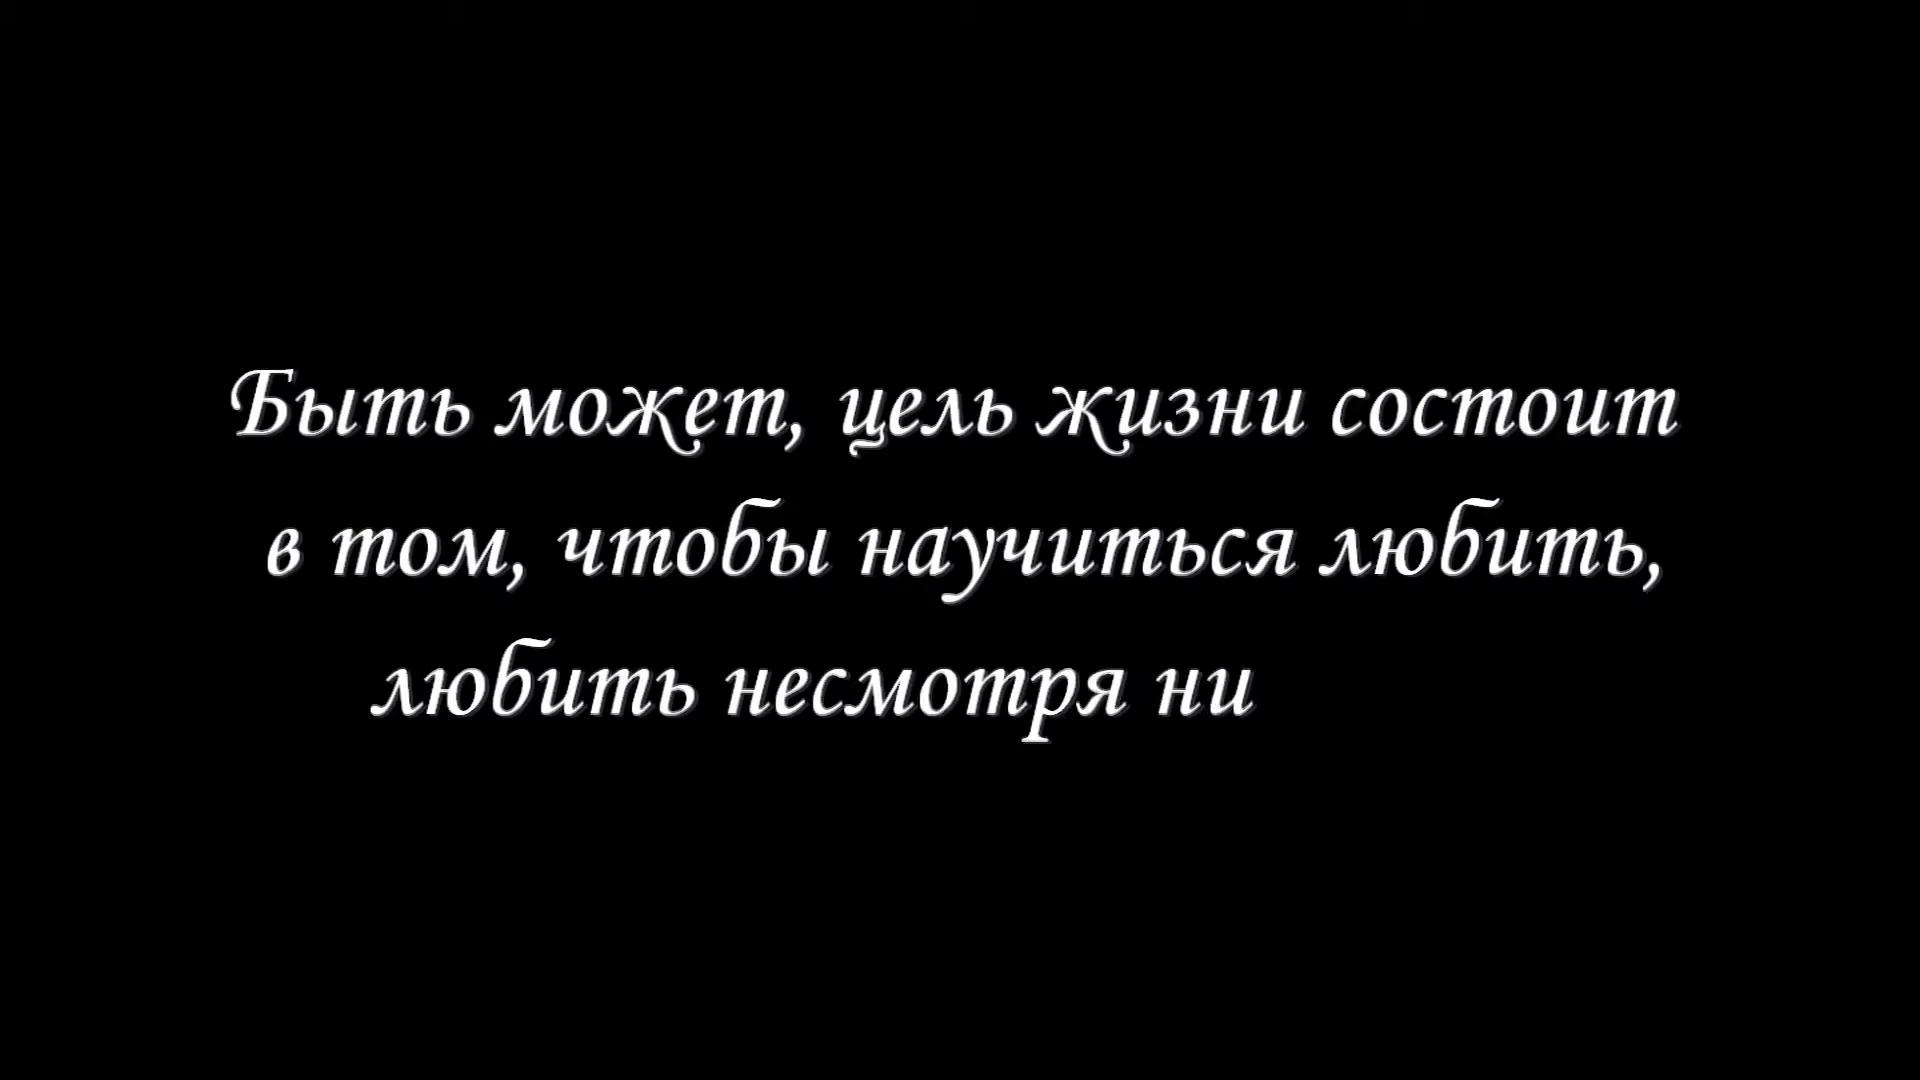 Быть может, цель жизни состоит
в том, чтобы научиться любить,
любить несмотря ни